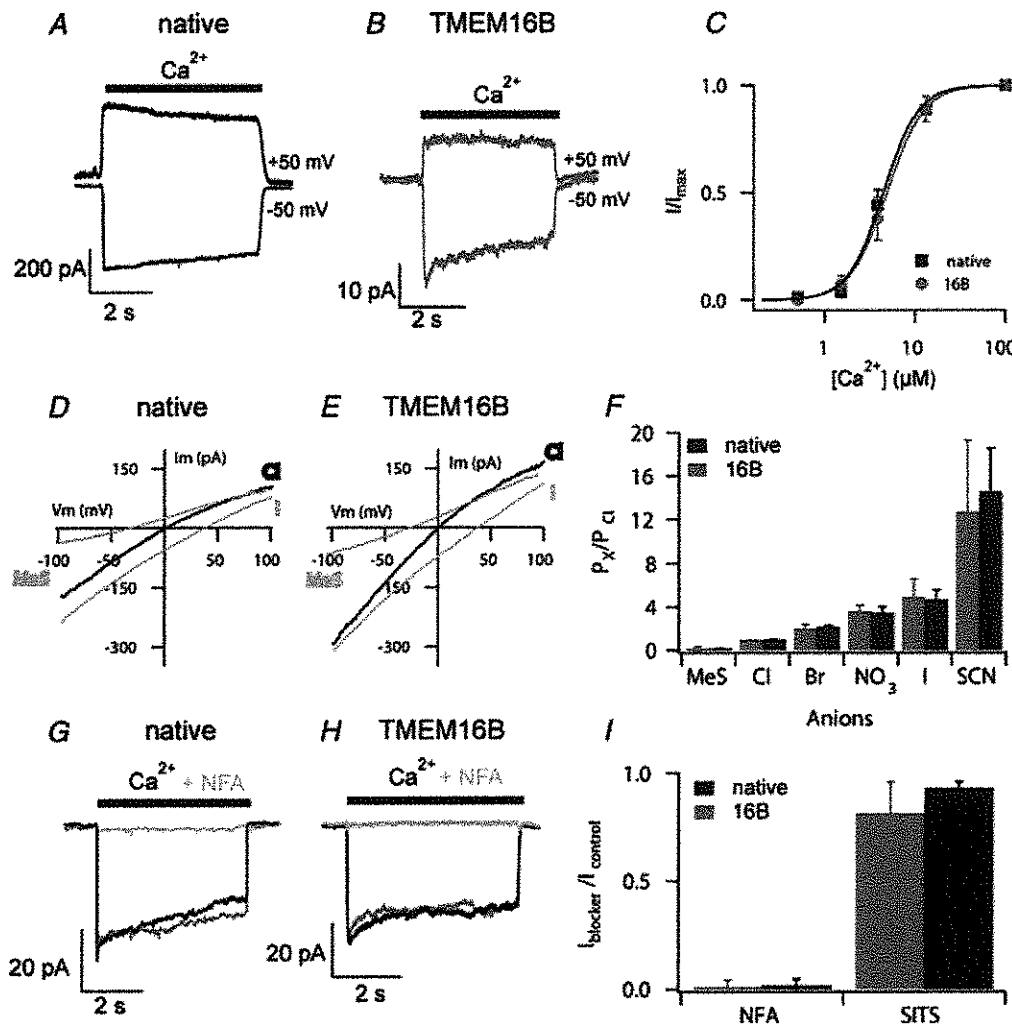 A native
Ca2+
+50 mV
-50 mV
200 pA
2 s
B TMEM16B
Ca2+
+50 mV
-50 mV
10 pA
2 s
C
I/Imax
1.0
0.5
0.0
native
16B
1 10 100
[Ca2+] (µM)
D native
Im (pA)
150
Cl
I
Vm (mV)
-100 -50 50 100
-150
-300
E TMEM16B
Im (pA)
150
Cl
Vm (mV)
-100 -50 50 100
-150
-300
F
PX/PCl
20
16
12
8
4
0
native
16B
MeS Cl Br NO3 I SCN
Anions
G native
Ca2+ + NFA
20 pA
2 s
H TMEM16B
Ca2+ + NFA
20 pA
2 s
I
Iblocker/Icontrol
1.0
0.5
0.0
native
16B
NFA SITS